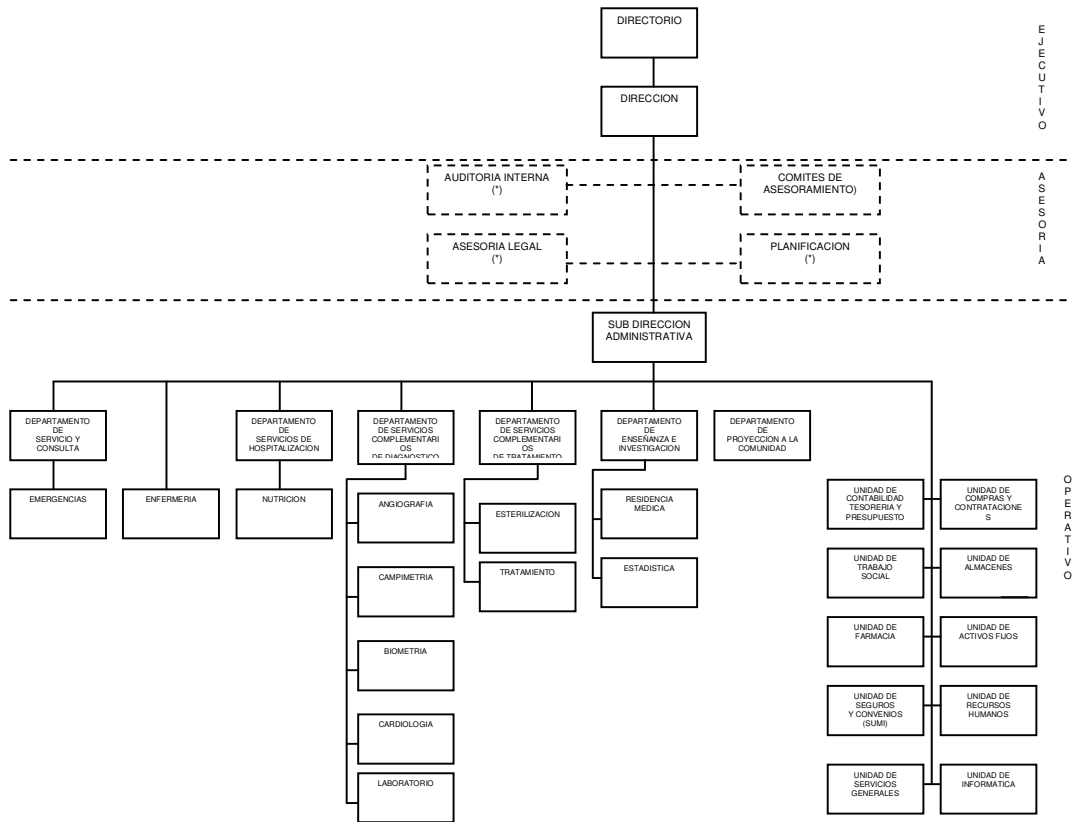 DIRECTORIO
DIRECCION
EJECUTIVO
AUDITORIA INTERNA
(*)
COMITES DE
ASESORAMIENTO)
ASESORIA LEGAL
(*)
PLANIFICACION
(*)
ASESORIA
SUB DIRECCION
ADMINISTRATIVA
DEPARTAMENTO
DE
SERVICIO Y
CONSULTA
DEPARTAMENTO
DE
SERVICIOS DE
HOSPITALIZACION
DEPARTAMENTO
DE SERVICIOS
COMPLEMENTARI
OS
DE DIAGNOSTICO
DEPARTAMENTO
DE SERVICIOS
COMPLEMENTARI
OS
DE TRATAMIENTO
DEPARTAMENTO
DE
ENSEÑANZA E
INVESTIGACION
DEPARTAMENTO
DE
PROYECCION A LA
COMUNIDAD
EMERGENCIAS
ENFERMERIA
NUTRICION
ANGIOGRAFIA
CAMPIMETRIA
BIOMETRIA
CARDIOLOGIA
LABORATORIO
ESTERILIZACION
TRATAMIENTO
RESIDENCIA
MEDICA
ESTADISTICA
UNIDAD DE
CONTABILIDAD
TESORERIA Y
PRESUPUESTO
UNIDAD DE
COMPRAS Y
CONTRATACIONE
S
UNIDAD DE
TRABAJO
SOCIAL
UNIDAD DE
ALMACENES
UNIDAD DE
FARMACIA
UNIDAD DE
ACTIVOS FIJOS
UNIDAD DE
SEGUROS
Y CONVENIOS
(SUMI)
UNIDAD DE
RECURSOS
HUMANOS
UNIDAD DE
SERVICIOS
GENERALES
UNIDAD DE
INFORMATICA
OPERATIVO